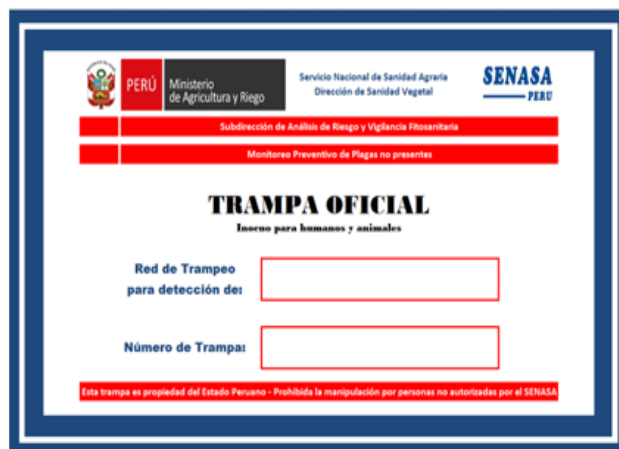 PERÚ
Ministerio
de Agricultura y Riego
Servicio Nacional de Sanidad Agraria
Dirección de Sanidad Vegetal
SENASA
PERU
Subdirección de Análisis de Riesgo y Vigilancia Fitosanitaria
Monitoreo Preventivo de Plagas no presentes
TRAMPA OFICIAL
Inocuo para humanos y animales
Red de Trampeo
para detección de:
Número de Trampa:
Esta trampa es propiedad del Estado Peruano - Prohibida la manipulación por personas no autorizadas por el SENASA